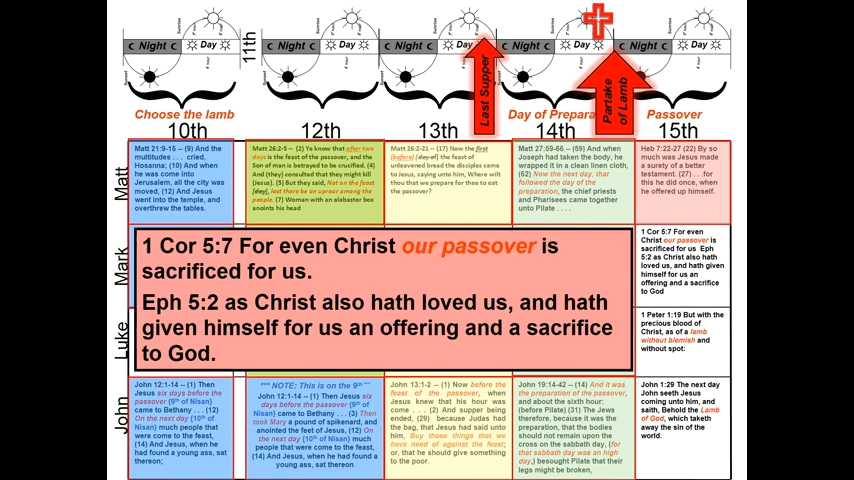 Sunrise
Sunrise
Sunrise
Sunrise
Sunrise
6 hour
6 hour
6 hour
Night
Day
11th
Night
Day
Night
Day
Night
Day
Night
Day
Sunset
Sunset
Sunset
Sunset
Sunset
Last Supper
Partake
of Lamb
Choose the lamb
Day of Prepara
Passover
10th
12th
13th
14th
15th
Matt
Matt 21:9-15 -- (9) And the
multitudes . . . cried,
Hosanna; (10) And when
he was come into
Jerusalem, all the city was
moved, (12) And Jesus
went into the temple, and
overthrew the tables.
Matt 26:2-5 -- (2) Ye know that after two
days is the feast of the passover, and the
Son of man is betrayed to be crucified. (4)
And (they) consulted that they might kill
(Jesus). (5) But they said, Not on the feast
[day], lest there be an uproar among the
people. (7) Woman with an alabaster box
anoints his head
Matt 26:2-21 -- (17) Now the first
(before) [day of] the feast of
unleavened bread the disciples
came to Jesus, saying unto him, Where wilt
thou that we prepare for thee to eat
the passover?
Matt 27:59-66 -- (59) And when
Joseph had taken the body, he
wrapped it in a clean linen cloth,
(62) Now the next day, that
followed the day of the
preparation, the chief priests
and Pharisees came together
unto Pilate . . . .
Heb 7:22-27 (22) By so
much was Jesus made
a surety of a better
testament. (27) . . .for
this he did once, when
he offered up himself.
Mark
1 Cor 5:7 For even Christ our passover is
sacrificed for us.
Eph 5:2 as Christ also hath loved us, and hath
given himself for us an offering and a sacrifice
to God.
1 Cor 5:7 For even
Christ our passover is
sacrificed for us Eph
5:2 as Christ also hath
loved us, and hath given
himself for us an
offering and a sacrifice
to God
Luke
1 Peter 1:19 But with the
precious blood of
Christ, as of a lamb
without blemish and
without spot:
John
John 12:1-14 -- (1) Then
Jesus six days before the
passover (9th of Nisan)
came to Bethany . . . (12)
On the next day (10th of
Nisan) much people
that were come to the feast,
(14) And Jesus, when he
had found a young ass, sat
thereon;
*** NOTE: This is on the 9th ***
John 12:1-14 -- (1) Then Jesus six
days before the passover (9th of
Nisan) came to Bethany . . . (3) Then
took Mary a pound of spikenard, and
anointed the feet of Jesus, (12) On
the next day (10th of Nisan) much
people that were come to the feast,
(14) And Jesus, when he had found a
young ass, sat thereon
John 13:1-2 -- (1) Now before
the feast of the passover, when
Jesus knew that his hour was
come . . . (2) And supper being
ended, (29) because Judas had
the bag, that Jesus had said unto
him, Buy those things that we
have need of against the feast;
or, that he should give something
to the poor.
John 19:14-42 -- (14) And it was
the preparation of the passover,
and about the sixth hour:
(before Pilate) (31) The Jews
therefore, because it was the
preparation, that the bodies
should not remain upon the
cross on the sabbath day, (for
that sabbath day was an high
day,) besought Pilate that their
legs might be broken,
John 1:29 The next day
John seeth Jesus
coming unto him, and
saith, Behold the Lamb
of God, which taketh
away the sin of the
world.